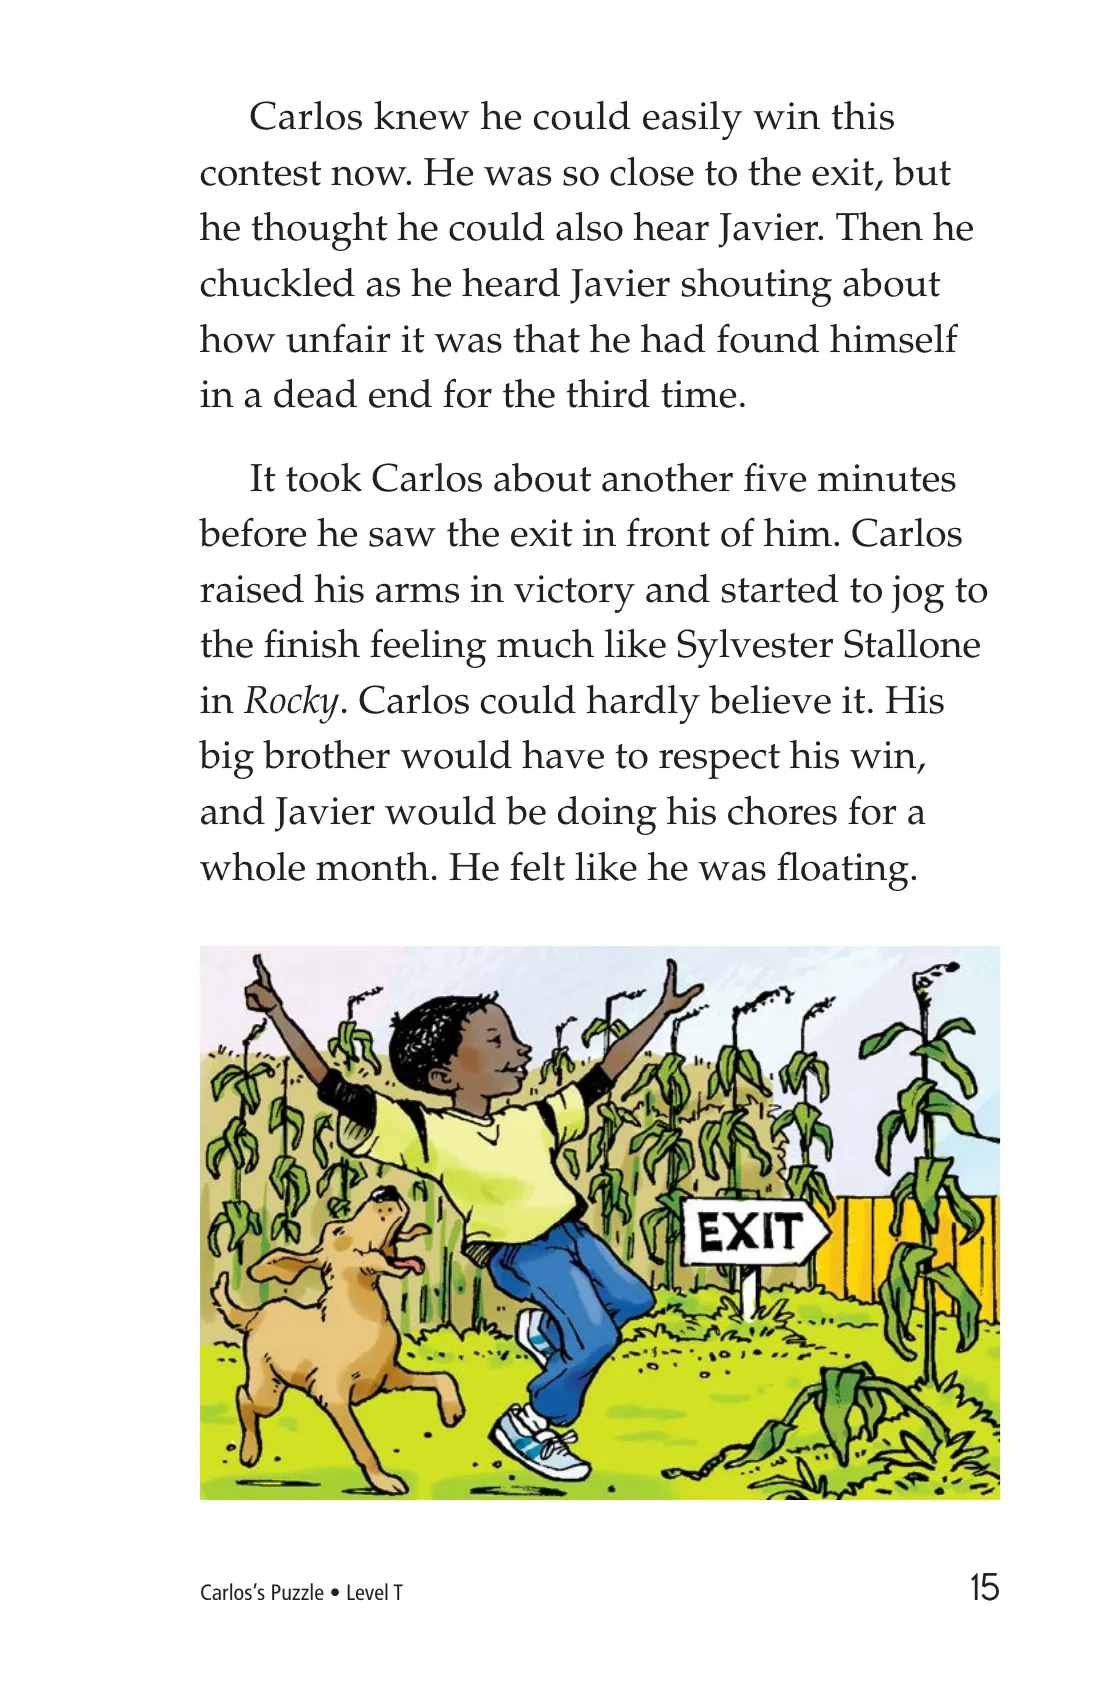 Carlos knew he could easily win this
contest now. He was so close to the exit, but
he thought he could also hear Javier. Then he
chuckled as he heard Javier shouting about
how unfair it was that he had found himself
in a dead end for the third time.
It took Carlos about another five minutes
before he saw the exit in front of him. Carlos
raised his arms in victory and started to jog to
the finish feeling much like Sylvester Stallone
in Rocky. Carlos could hardly believe it. His
big brother would have to respect his win,
and Javier would be doing his chores for a
whole month. He felt like he was floating.
EXIT
Carlos’s Puzzle • Level T
15